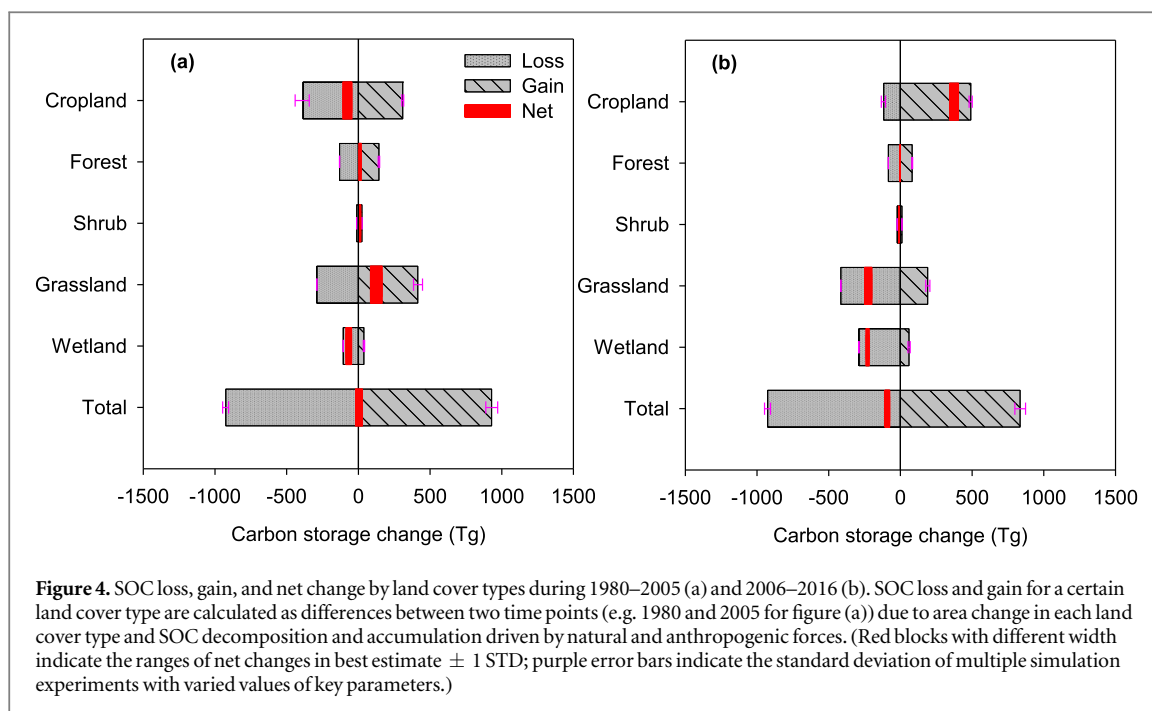 (a)
Loss
Gain
Net
Cropland
Forest
Shrub
Grassland
Wetland
Total
-1500 -1000 -500 0 500 1000 1500
Carbon storage change (Tg)
(b)
Cropland
Forest
Shrub
Grassland
Wetland
Total
-1500 -1000 -500 0 500 1000 1500
Carbon storage change (Tg)
Figure 4. SOC loss, gain, and net change by land cover types during 1980–2005 (a) and 2006–2016 (b). SOC loss and gain for a certain
land cover type are calculated as differences between two time points (e.g. 1980 and 2005 for figure (a)) due to area change in each land
cover type and SOC decomposition and accumulation driven by natural and anthropogenic forces. (Red blocks with different width
indicate the ranges of net changes in best estimate ± 1 STD; purple error bars indicate the standard deviation of multiple simulation
experiments with varied values of key parameters.)